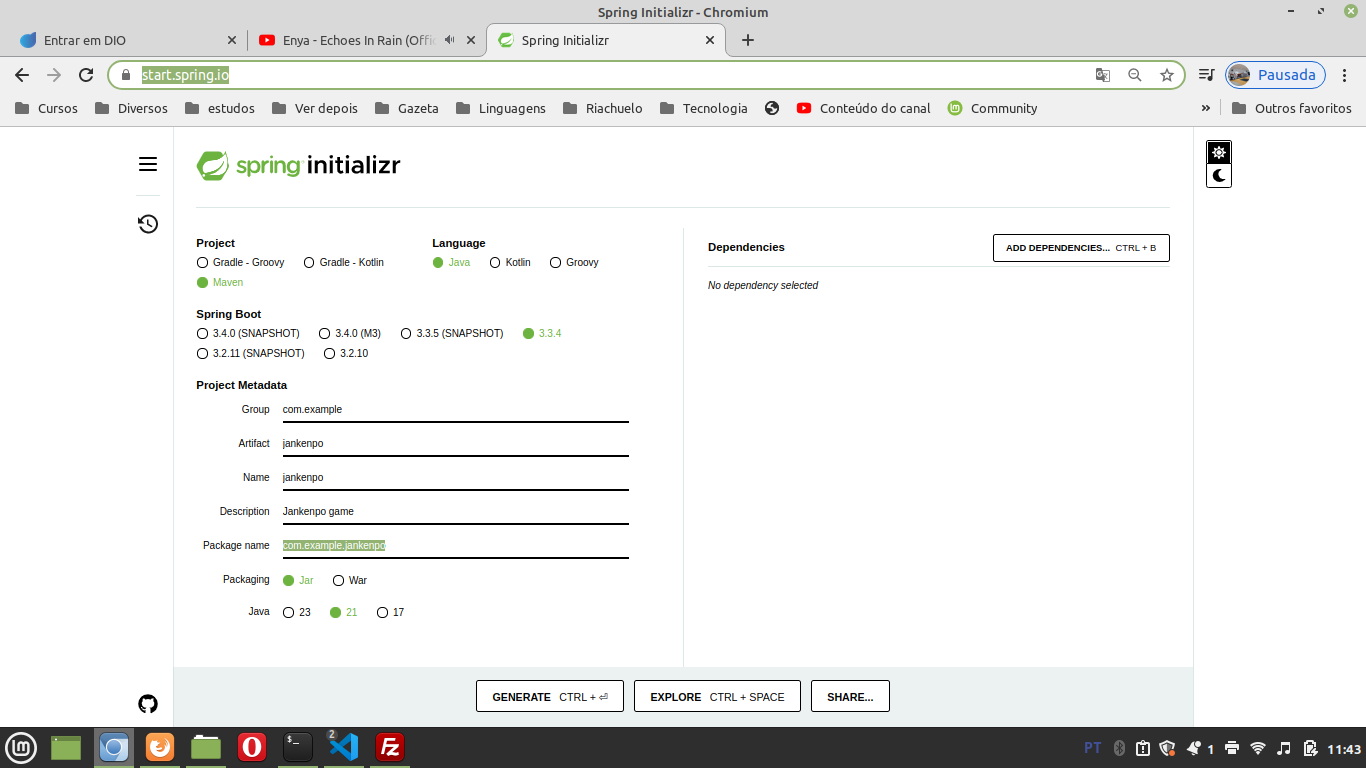 Spring Initializr - Chromium
Entrar em DIO
Enya - Echoes In Rain (Offic
Spring Initializr
start.spring.io
Pausada
Cursos
Diversos
estudos
Ver depois
Gazeta
Linguagens
Riachuelo
Tecnologia
Conteúdo do canal
Community
»
Outros favoritos
spring initializr
Project
Gradle - Groovy
Gradle - Kotlin
Maven
Language
Java
Kotlin
Groovy
Spring Boot
3.4.0 (SNAPSHOT)
3.4.0 (M3)
3.3.5 (SNAPSHOT)
3.3.4
3.2.11 (SNAPSHOT)
3.2.10
Project Metadata
Group com.example
Artifact jankenpo
Name jankenpo
Description Jankenpo game
Package name com.example.jankenpo
Packaging Jar War
Java 23 21 17
Dependencies
ADD DEPENDENCIES... CTRL + B
No dependency selected
GENERATE CTRL + ⏎
EXPLORE CTRL + SPACE
SHARE...
2
PT
1
11:43